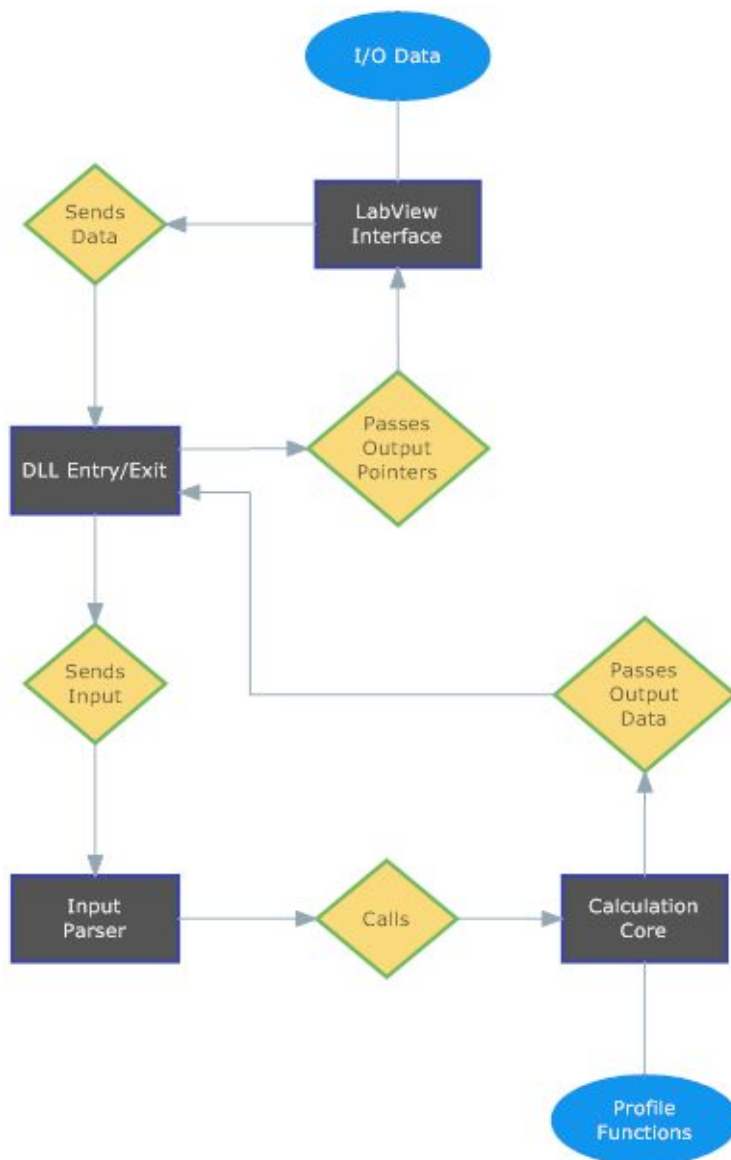 I/O Data
Sends
Data
LabView
Interface
Passes
Output
Pointers
DLL Entry/Exit
Sends
Input
Passes
Output
Data
Input
Parser
Calls
Calculation
Core
Profile
Functions